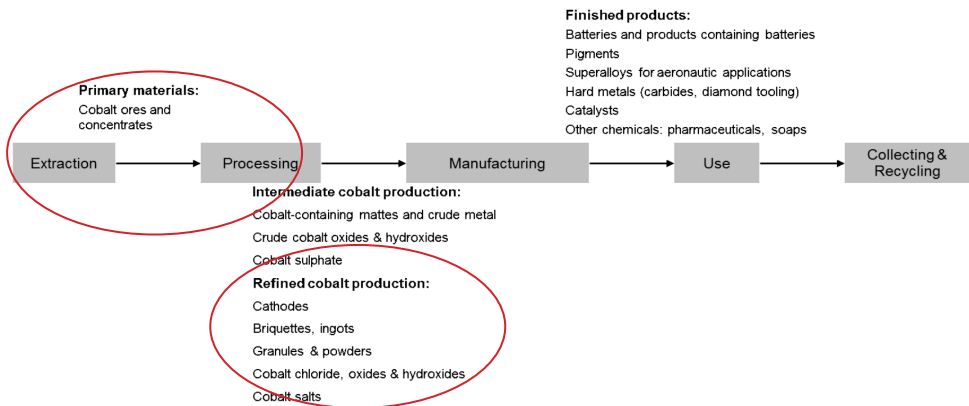 Finished products:
Batteries and products containing batteries
Pigments
Superalloys for aeronautic applications
Hard metals (carbides, diamond tooling)
Catalysts
Other chemicals: pharmaceuticals, soaps
Primary materials:
Cobalt ores and
concentrates
Extraction
Processing
Manufacturing
Use
Collecting &
Recycling
Intermediate cobalt production:
Cobalt-containing mattes and crude metal
Crude cobalt oxides & hydroxides
Cobalt sulphate
Refined cobalt production:
Cathodes
Briquettes, ingots
Granules & powders
Cobalt chloride, oxides & hydroxides
Cobalt salts